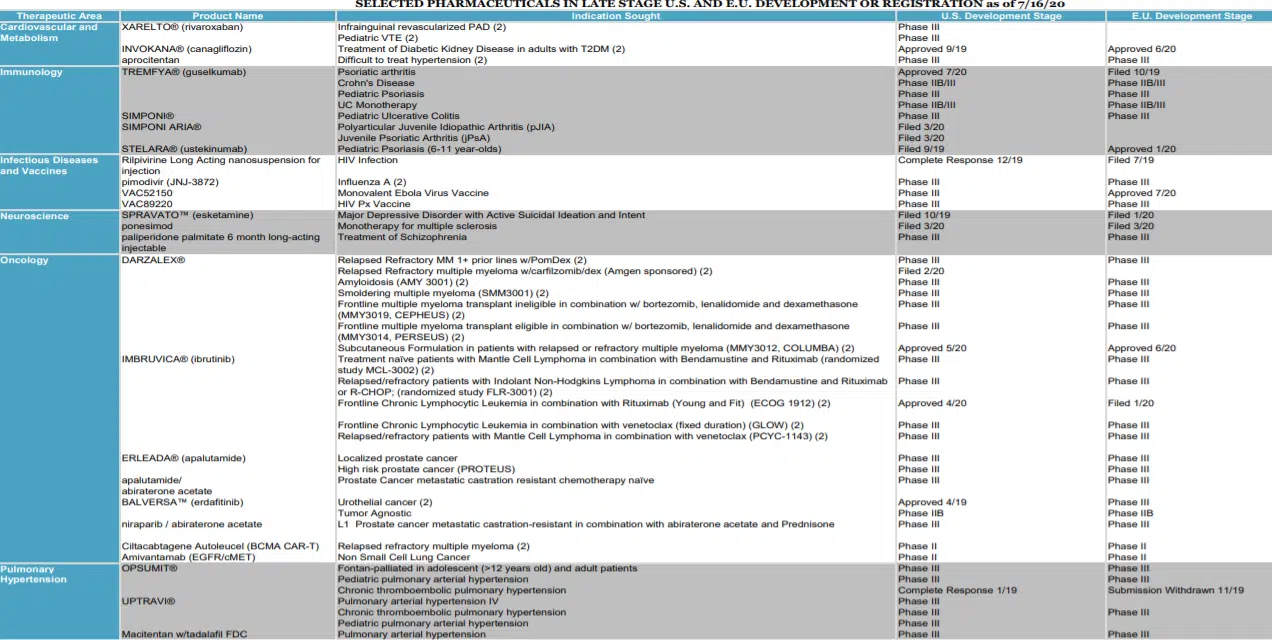 SELECTED PHARMACEUTICALS IN LATE STAGE U.S. AND E.U. DEVELOPMENT OR REGISTRATION as of 7/16/20
Therapeutic Area Product Name Indication Sought U.S. Development Stage E.U. Development Stage
Cardiovascular and XARELTO® (rivaroxaban) Infrainguinal revascularized PAD (2) Phase III
Metabolism Pediatric VTE (2) Phase III
INVOKANA® (canagliflozin) Treatment of Diabetic Kidney Disease in adults with T2DM (2) Approved 9/19 Approved 6/20
aprocitentan Difficult to treat hypertension (2) Phase III Phase III
Immunology TREMFYA® (guselkumab) Psoriatic arthritis Approved 7/20 Filed 10/19
Crohn's Disease Phase IIB/III Phase IIB/III
Pediatric Psoriasis Phase III Phase III
UC Monotherapy Phase IIB/III Phase IIB/III
SIMPONI® Pediatric Ulcerative Colitis Phase III Phase III
SIMPONI ARIA® Polyarticular Juvenile Idiopathic Arthritis (pJIA) Filed 3/20
Juvenile Psoriatic Arthritis (jPsA) Filed 3/20
STELARA® (ustekinumab) Pediatric Psoriasis (6-11 year-olds) Filed 9/19 Approved 1/20
Infectious Diseases Rilpivirine Long Acting nanosuspension for HIV Infection Complete Response 12/19 Filed 7/19
and Vaccines injection
pimodivir (JNJ-3872) Influenza A (2) Phase III Phase III
VAC52150 Monovalent Ebola Virus Vaccine Phase III Approved 7/20
VAC89220 HIV Px Vaccine Phase III Phase III
Neuroscience SPRAVATO™ (esketamine) Major Depressive Disorder with Active Suicidal Ideation and Intent Filed 10/19 Filed 1/20
ponesimod Monotherapy for multiple sclerosis Filed 3/20 Filed 3/20
paliperidone palmitate 6 month long-acting Treatment of Schizophrenia Phase III Phase III
injectable
Oncology DARZALEX® Relapsed Refractory MM 1+ prior lines w/PomDex (2) Phase III Phase III
Relapsed Refractory multiple myeloma w/carfilzomib/dex (Amgen sponsored) (2) Filed 2/20
Amyloidosis (AMY 3001) (2) Phase III Phase III
Smoldering multiple myeloma (SMM3001) (2) Phase III Phase III
Frontline multiple myeloma transplant ineligible in combination w/ bortezomib, lenalidomide and dexamethasone Phase III Phase III
(MMY3019, CEPHEUS) (2)
Frontline multiple myeloma transplant eligible in combination w/ bortezomib, lenalidomide and dexamethasone Phase III Phase III
(MMY3014, PERSEUS) (2)
Subcutaneous Formulation in patients with relapsed or refractory multiple myeloma (MMY3012, COLUMBA) (2) Approved 5/20 Approved 6/20
IMBRUVICA® (ibrutinib) Treatment naïve patients with Mantle Cell Lymphoma in combination with Bendamustine and Rituximab (randomized Phase III Phase III
study MCL-3002) (2)
Relapsed/refractory patients with Indolant Non-Hodgkins Lymphoma in combination with Bendamustine and Rituximab Phase III Phase III
or R-CHOP; (randomized study FLR-3001) (2)
Frontline Chronic Lymphocytic Leukemia in combination with Rituximab (Young and Fit) (ECOG 1912) (2) Approved 4/20 Filed 1/20
Frontline Chronic Lymphocytic Leukemia in combination with venetoclax (fixed duration) (GLOW) (2) Phase III Phase III
Relapsed/refractory patients with Mantle Cell Lymphoma in combination with venetoclax (PCYC-1143) (2) Phase III Phase III
ERLEADA® (apalutamide) Localized prostate cancer Phase III Phase III
High risk prostate cancer (PROTEUS) Phase III Phase III
apalutamide/ Prostate Cancer metastatic castration resistant chemotherapy naïve Phase III Phase III
abiraterone acetate
BALVERSA™ (erdafitinib) Urothelial cancer (2) Approved 4/19 Phase III
Tumor Agnostic Phase IIB Phase IIB
niraparib / abiraterone acetate L1 Prostate cancer metastatic castration-resistant in combination with abiraterone acetate and Prednisone Phase III Phase III
Ciltacabtagene Autoleucel (BCMA CAR-T) Relapsed refractory multiple myeloma (2) Phase II Phase II
Amivantamab (EGFR/cMET) Non Small Cell Lung Cancer Phase II Phase II
Pulmonary OPSUMIT® Fontan-palliated in adolescent (>12 years old) and adult patients Phase III Phase III
Hypertension Pediatric pulmonary arterial hypertension Phase III Phase III
Chronic thromboembolic pulmonary hypertension Complete Response 1/19 Submission Withdrawn 11/19
UPTRAVI® Pulmonary arterial hypertension IV Phase III
Chronic thromboembolic pulmonary hypertension Phase III Phase III
Pediatric pulmonary arterial hypertension Phase III
Macitentan w/tadalafil FDC Pulmonary arterial hypertension Phase III Phase III